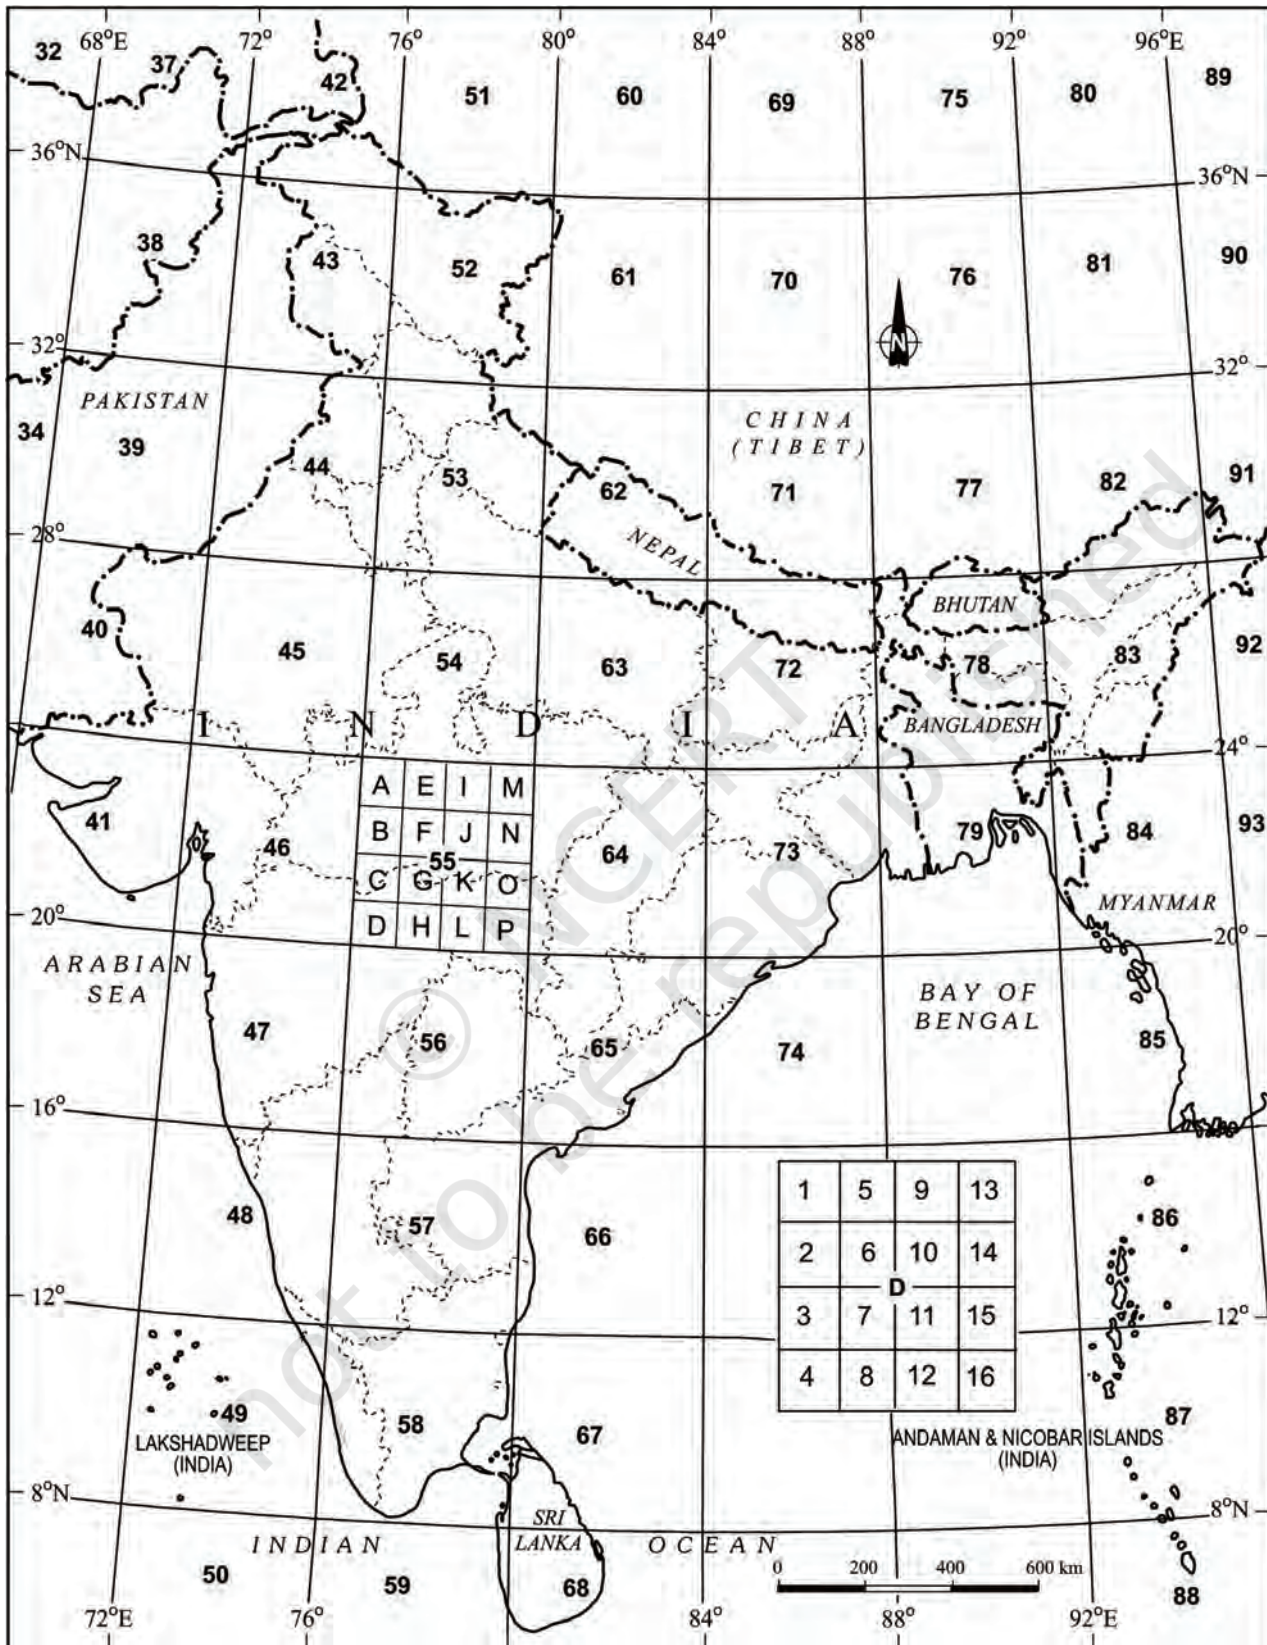 68°E 72° 76° 80° 84° 88° 92° 96°E
32 37 42 51 60 69 75 80 89
36°N 36°N
38 43 52 61 70 76 81 90
N
32° 32°
PAKISTAN
CHINA
(TIBET)
34 39 44 53 62 71 77 82 91
28°
NEPAL
BHUTAN
40 45 54 63 72 78 83 92
I N D I A
BANGLADESH
24°
A E I M
B F J N
55
C G K O
D H L P
41 46 64 73 79 84 93
MYANMAR
20° 20°
ARABIAN
SEA
BAY OF
BENGAL
47 56 65 74 85
16°
1 5 9 13
2 6 10 14
D
3 7 11 15
4 8 12 16
48 57 66 86
12° 12°
49 58 67 87
LAKSHADWEEP
(INDIA)
ANDAMAN & NICOBAR ISLANDS
(INDIA)
8°N 8°N
SRI
LANKA
INDIAN OCEAN
0 200 400 600 km
50 59 68 88
72°E 76° 84° 88° 92°E
© NCERT
not to be republished